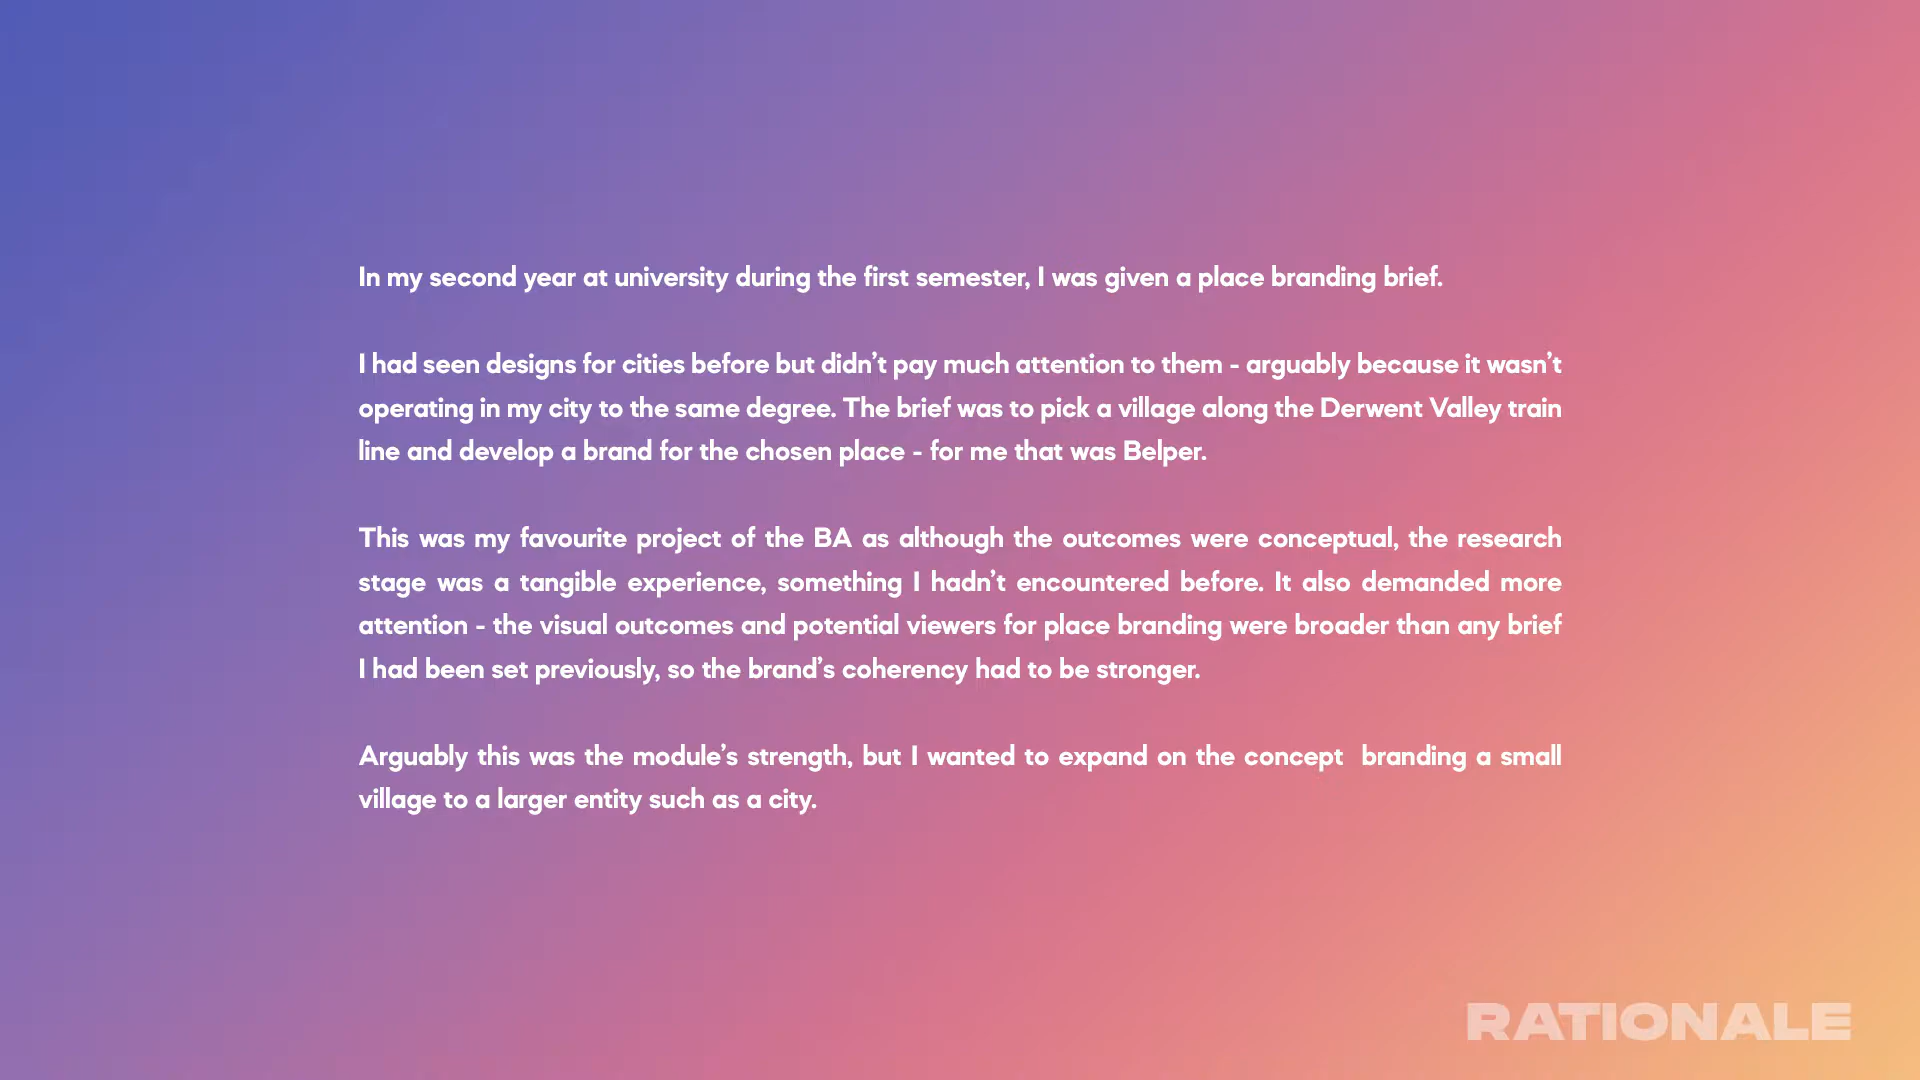 In my second year at university during the first semester, I was given a place branding brief.
I had seen designs for cities before but didn’t pay much attention to them - arguably because it wasn’t
operating in my city to the same degree. The brief was to pick a village along the Derwent Valley train
line and develop a brand for the chosen place - for me that was Belper.
This was my favourite project of the BA as although the outcomes were conceptual, the research
stage was a tangible experience, something I hadn’t encountered before. It also demanded more
attention - the visual outcomes and potential viewers for place branding were broader than any brief
I had been set previously, so the brand’s coherency had to be stronger.
Arguably this was the module’s strength, but I wanted to expand on the concept  branding a small
village to a larger entity such as a city.
RATIONALE